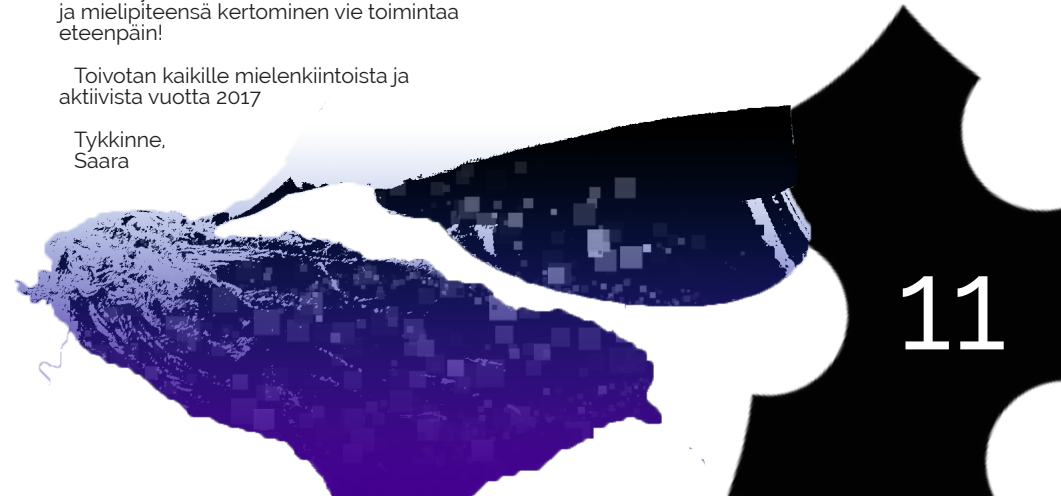 ja mielipiteensä kertominen vie toimintaa
eteenpäin!
Toivotan kaikille mielenkiintoista ja
aktiivista vuotta 2017
Tykkinne,
Saara
11